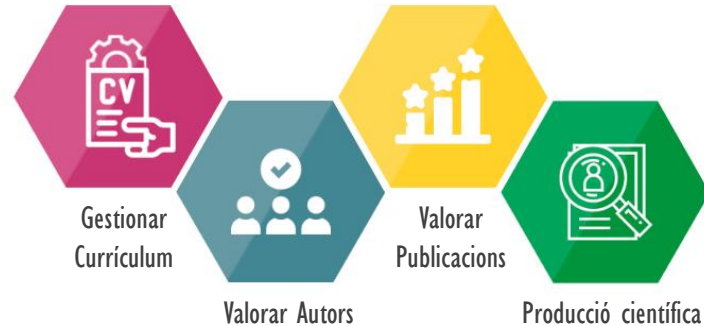 CV
Gestionar
Currículum
Valorar Autors
Valorar
Publicacions
Producció científica